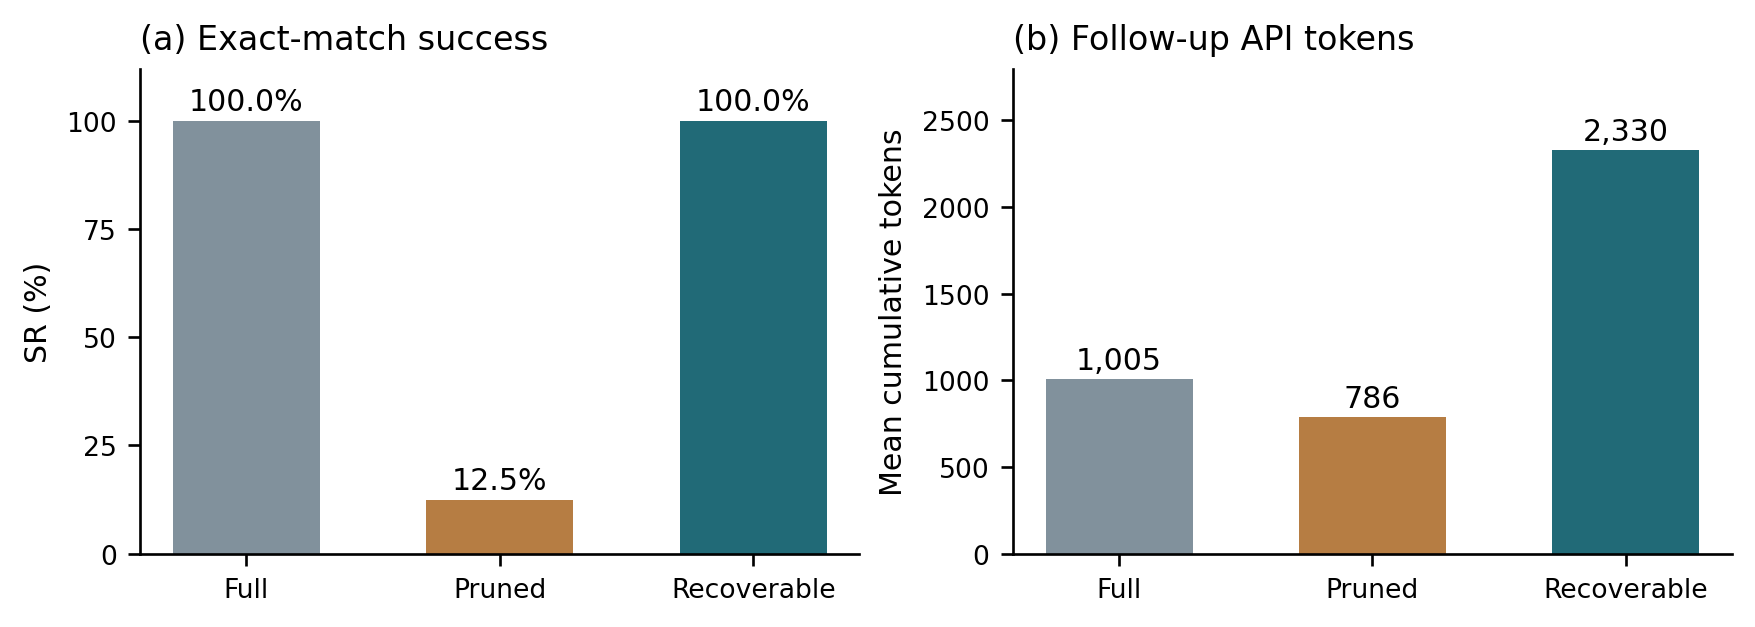 (a) Exact-match success
SR (%)
100
75
50
25
0
100.0%
12.5%
100.0%
Full
Pruned
Recoverable
(b) Follow-up API tokens
Mean cumulative tokens
2500
2000
1500
1000
500
0
1,005
786
2,330
Full
Pruned
Recoverable